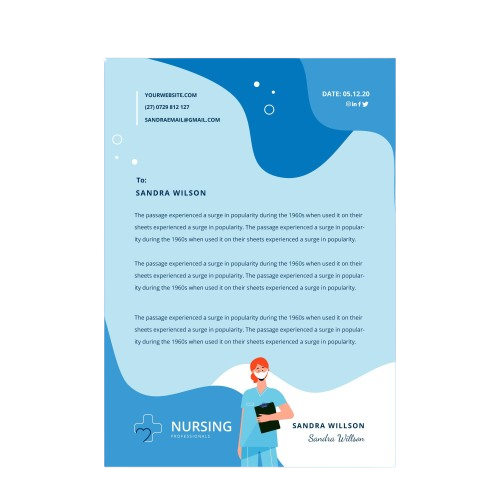 YOURWEBSITE.COM
(27) 0729 812 127
SANDRAEMAIL@GMAIL.COM
DATE: 05.12.20
To:
SANDRA WILSON
The passage experienced a surge in popularity during the 1960s when used it on their
sheets experienced a surge in popularity. The passage experienced a surge in popular-
ity during the 1960s when used it on their sheets experienced a surge in popularity.
The passage experienced a surge in popularity during the 1960s when used it on their
sheets experienced a surge in popularity. The passage experienced a surge in popular-
ity during the 1960s when used it on their sheets experienced a surge in popularity.
The passage experienced a surge in popularity during the 1960s when used it on their
sheets experienced a surge in popularity. The passage experienced a surge in popular-
ity during the 1960s when used it on their sheets experienced a surge in popularity.
NURSING
PROFESSIONALS
SANDRA WILLSON
Sandra Willson